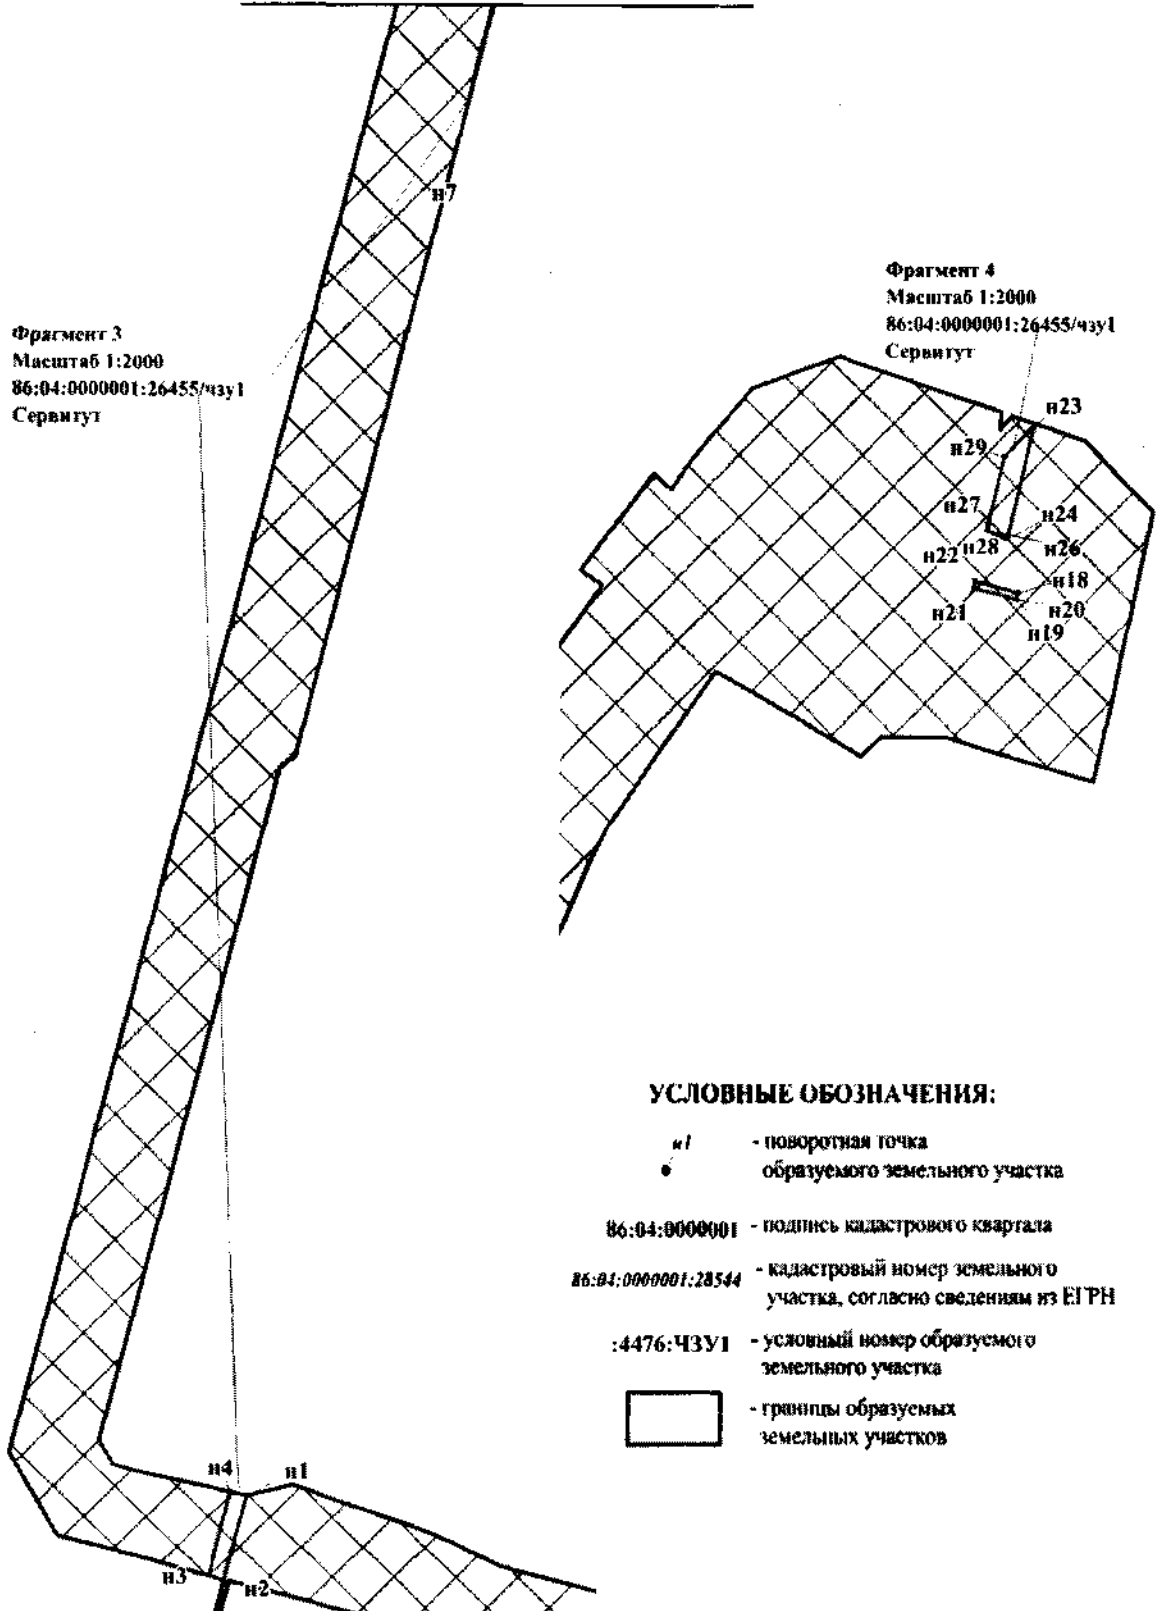 н7
Фрагмент 3
Масштаб 1:2000
86:04:0000001:26455/чзу1
Сервитут
Фрагмент 4
Масштаб 1:2000
86:04:0000001:26455/чзу1
Сервитут
н23
н29
н27
н24
н22
н28
н26
н18
н21
н20
н19
УСЛОВНЫЕ ОБОЗНАЧЕНИЯ:
н1
- поворотная точка
образуемого земельного участка
86:04:0000001
- подпись кадастрового квартала
86:04:0000001:28544
- кадастровый номер земельного
участка, согласно сведениям из ЕГРН
:4476:ЧЗУ1
- условный номер образуемого
земельного участка
- границы образуемых
земельных участков
н4
н1
н3
н2